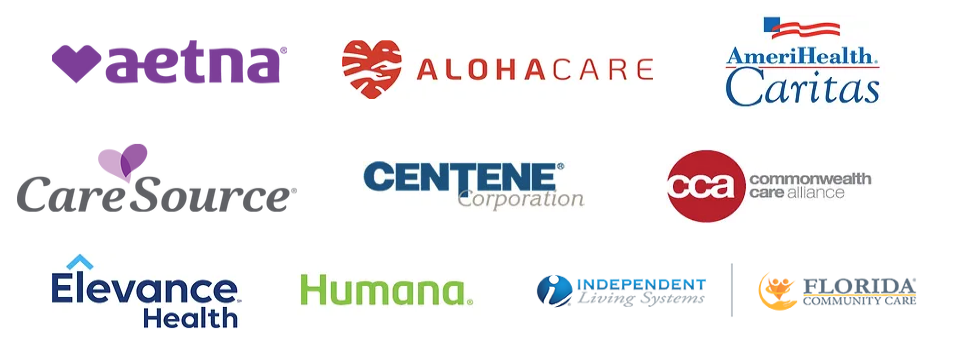 aetna®
ALOHACARE
AmeriHealth®
Caritas
CareSource®
CENTENE®
Corporation
cca commonwealth
care alliance
Elevance
Health™
Humana®
i INDEPENDENT
Living Systems
FLORIDA®
COMMUNITY CARE